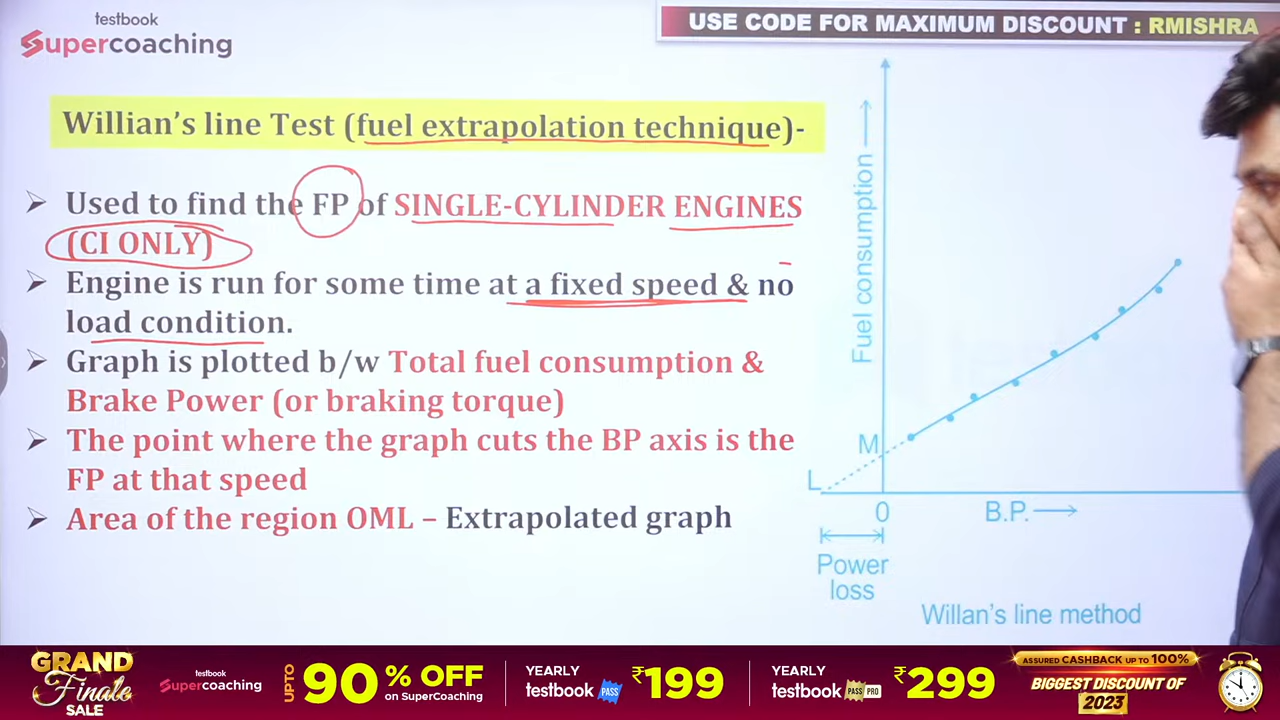 testbook
Supercoaching
USE CODE FOR MAXIMUM DISCOUNT : RMISHRA
Willian's line Test (fuel extrapolation technique)-
Used to find the FP of SINGLE-CYLINDER ENGINES
(CI ONLY)
Engine is run for some time at a fixed speed & no
load condition.
Graph is plotted b/w Total fuel consumption &
Brake Power (or braking torque)
The point where the graph cuts the BP axis is the
FP at that speed
Area of the region OML – Extrapolated graph
Fuel consumption
M
L
0
B.P.
Power
loss
Willan's line method
GRAND
Finale
SALE
testbook
Supercoaching
UPTO 90% OFF
on SuperCoaching
YEARLY
testbook PASS
₹199
YEARLY
testbook PASS PRO
₹299
ASSURED CASHBACK UP TO 100%
BIGGEST DISCOUNT OF
2023